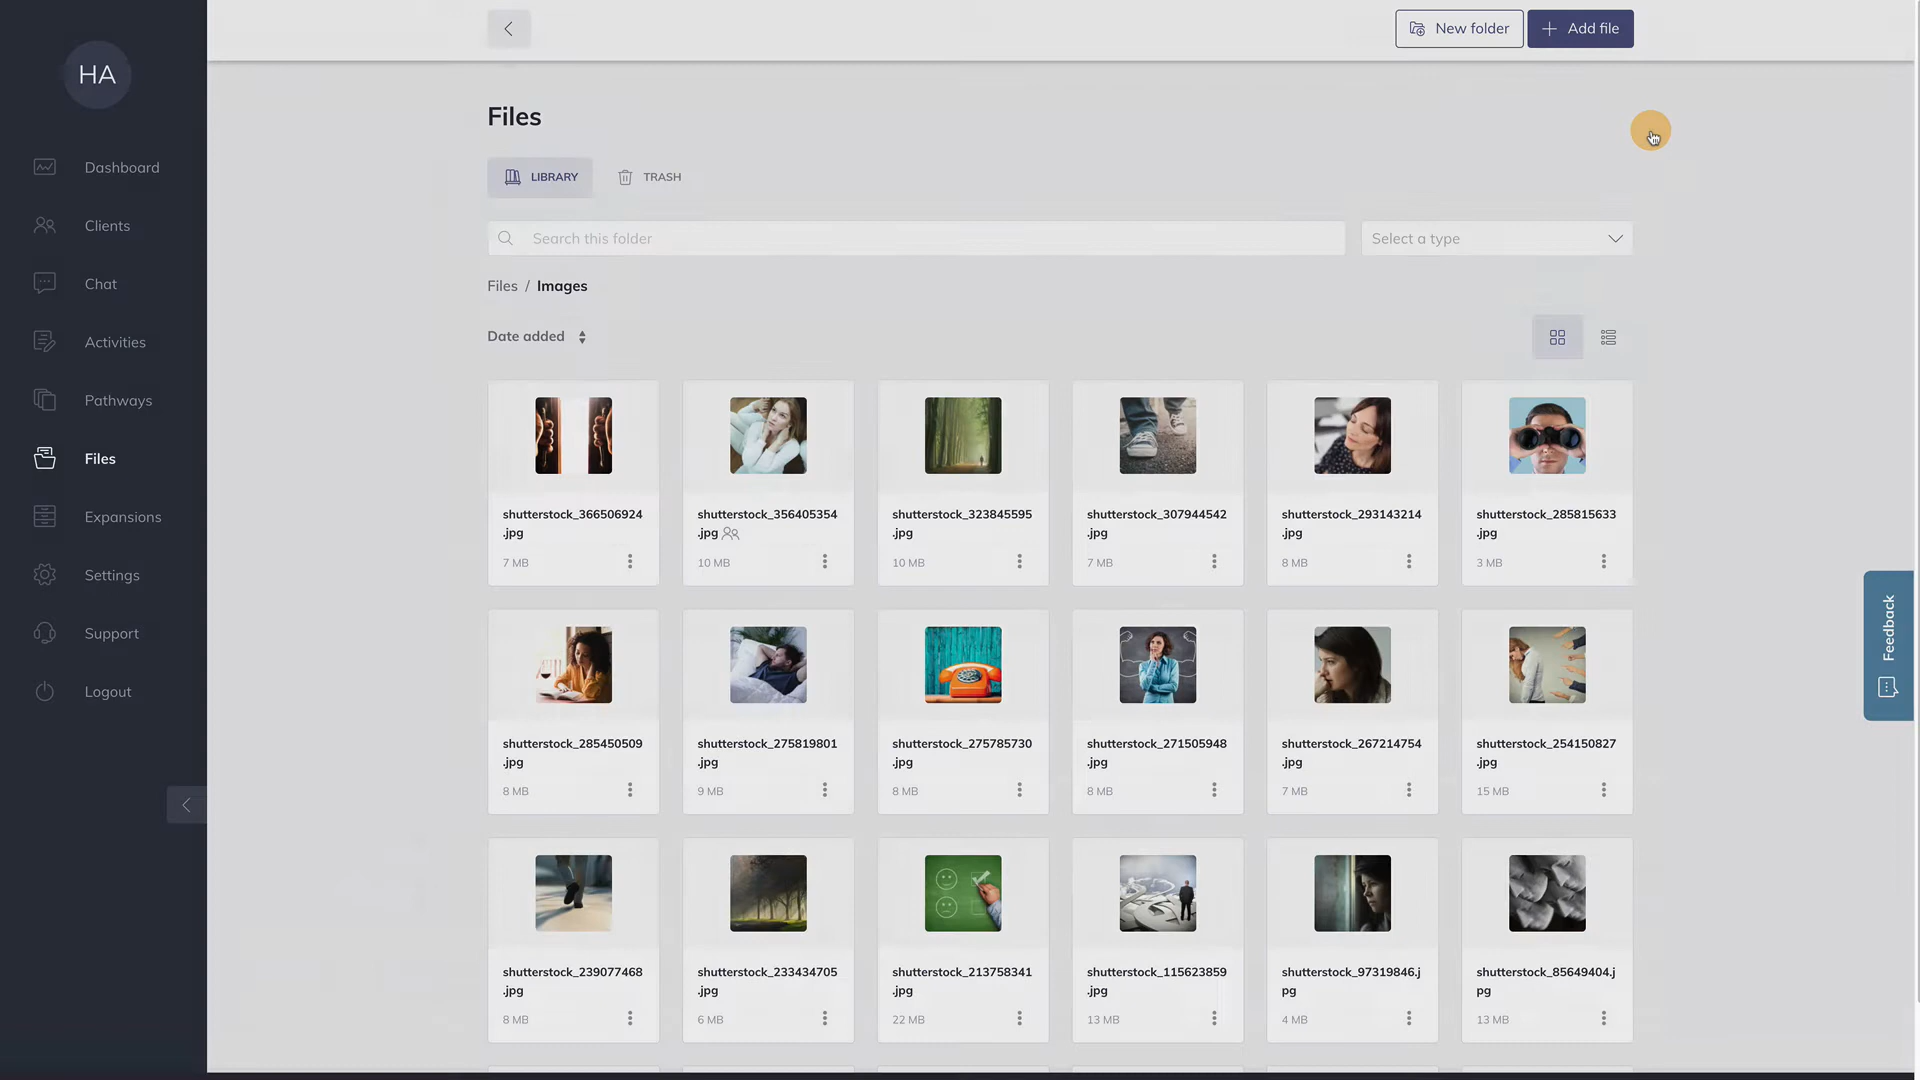 HA
New folder
Add file
Files
Dashboard
LIBRARY
TRASH
Clients
Search this folder
Select a type
Chat
Files / Images
Date added
Activities
Pathways
Files
Expansions
Settings
Support
Logout
shutterstock_366506924
.jpg
7 MB
shutterstock_356405354
.jpg
10 MB
shutterstock_323845595
.jpg
10 MB
shutterstock_307944542
.jpg
7 MB
shutterstock_293143214
.jpg
8 MB
shutterstock_285815633
.jpg
3 MB
shutterstock_285450509
.jpg
8 MB
shutterstock_275819801
.jpg
9 MB
shutterstock_275785730
.jpg
8 MB
shutterstock_271505948
.jpg
8 MB
shutterstock_267214754
.jpg
7 MB
shutterstock_254150827
.jpg
15 MB
shutterstock_239077468
.jpg
8 MB
shutterstock_233434705
.jpg
6 MB
shutterstock_213758341
.jpg
22 MB
shutterstock_115623859
.jpg
13 MB
shutterstock_97319846.j
pg
4 MB
shutterstock_85649404.j
pg
13 MB
Feedback